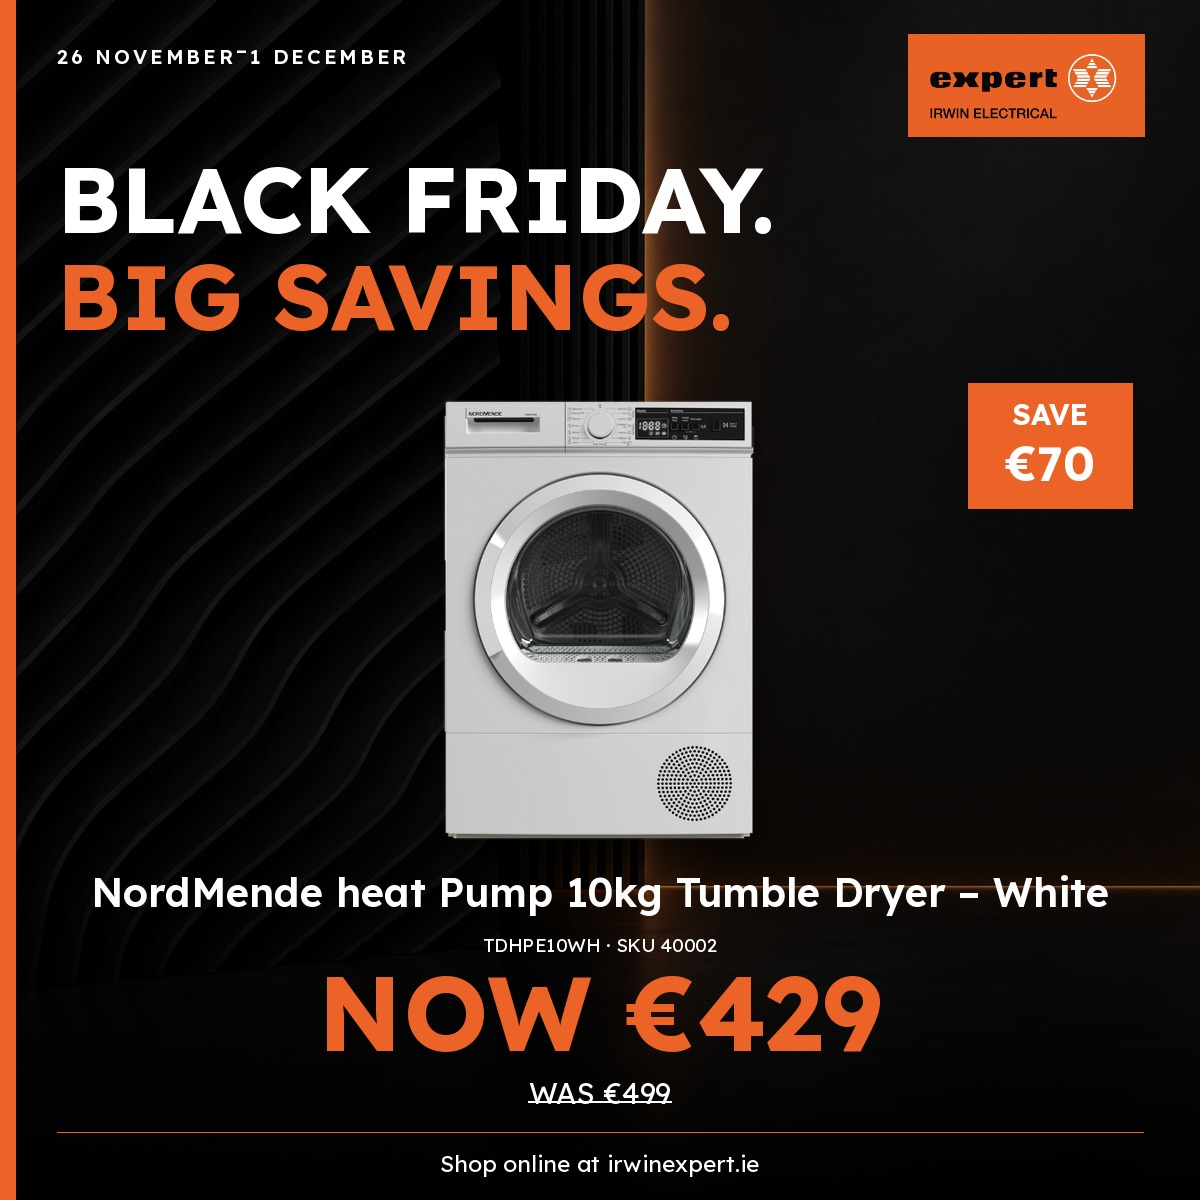 26 NOVEMBER–1 DECEMBER
expert
IRWIN ELECTRICAL
BLACK FRIDAY.
BIG SAVINGS.
SAVE
€70
NORDMENDE
NordMende heat Pump 10kg Tumble Dryer – White
TDHPE10WH · SKU 40002
NOW €429
WAS €499
Shop online at irwinexpert.ie